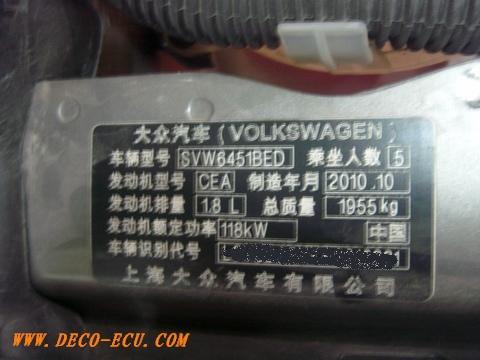 大众汽车(VOLKSWAGEN)
车辆型号 SVW6451BED 乘坐人数 5
发动机型号 CEA 制造年月 2010.10
发动机排量 1.8 L 总质量 1955kg
发动机额定功率 118kW 中国
车辆识别代号 L
上海大众汽车有限公司
WWW.DECO-ECU.COM